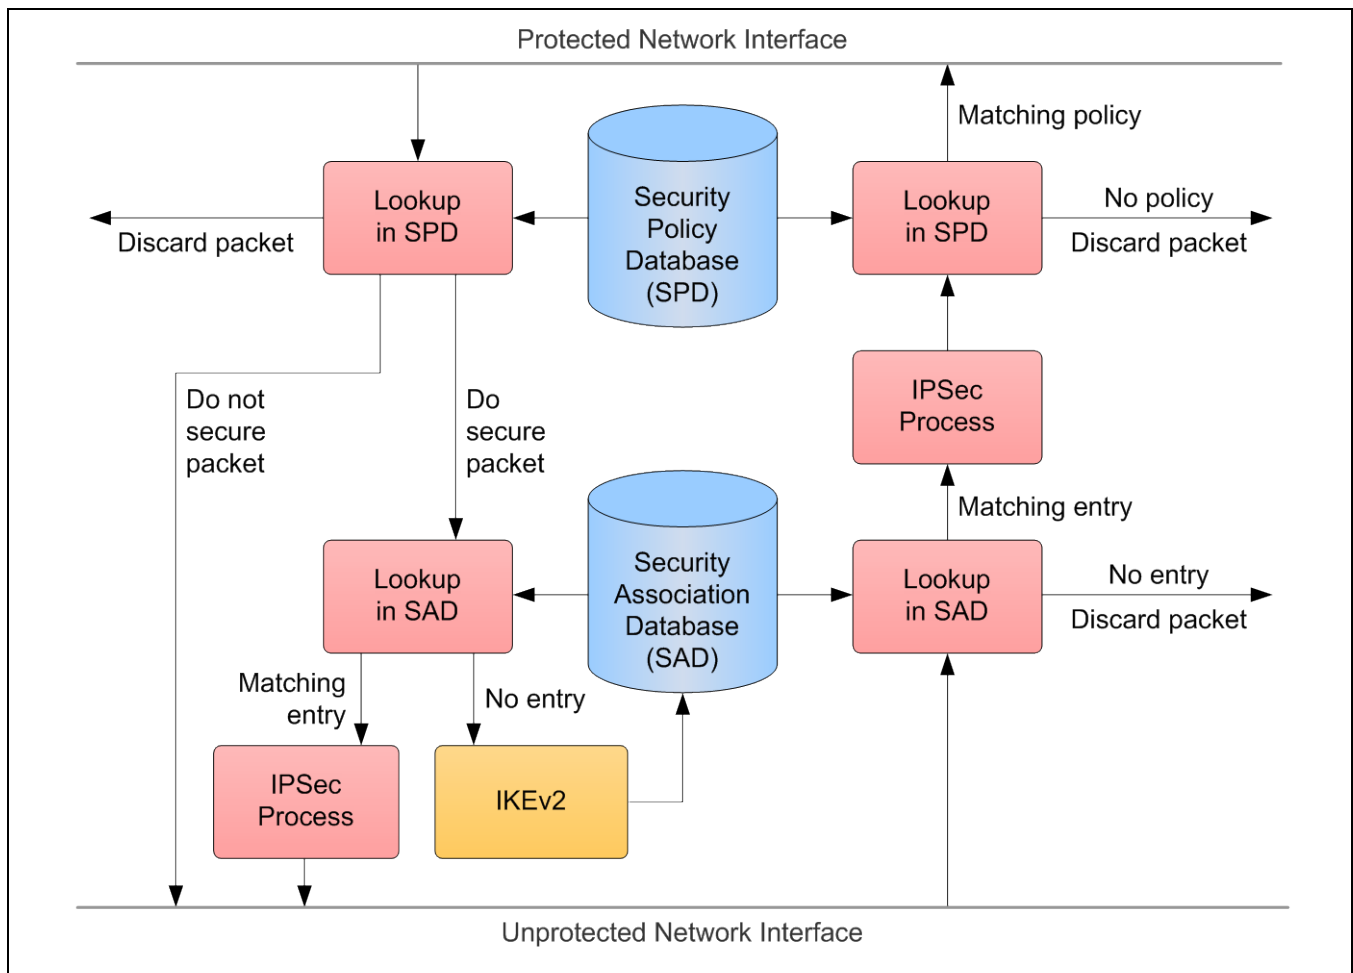 Protected Network Interface
Matching policy
Lookup
in SPD
Security
Policy
Database
(SPD)
Lookup
in SPD
No policy
Discard packet
Discard packet
IPSec
Process
Do not
secure
packet
Do
secure
packet
Matching entry
Lookup
in SAD
Security
Association
Database
(SAD)
Lookup
in SAD
No entry
Discard packet
Matching
entry
No entry
IPSec
Process
IKEv2
Unprotected Network Interface